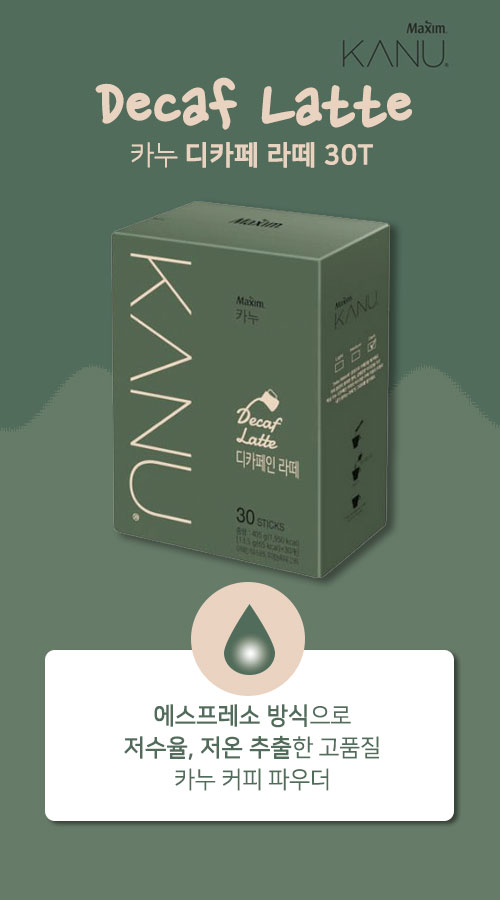 Maxim
KANU®
Decaf Latte
카누 디카페 라떼 30T
Maxim
KANU®
Maxim
카누
Decaf
Latte
디카페인 라떼
30 STICKS
Maxim
KANU®
에스프레소 방식으로
저수율, 저온 추출한 고품질
카누 커피 파우더